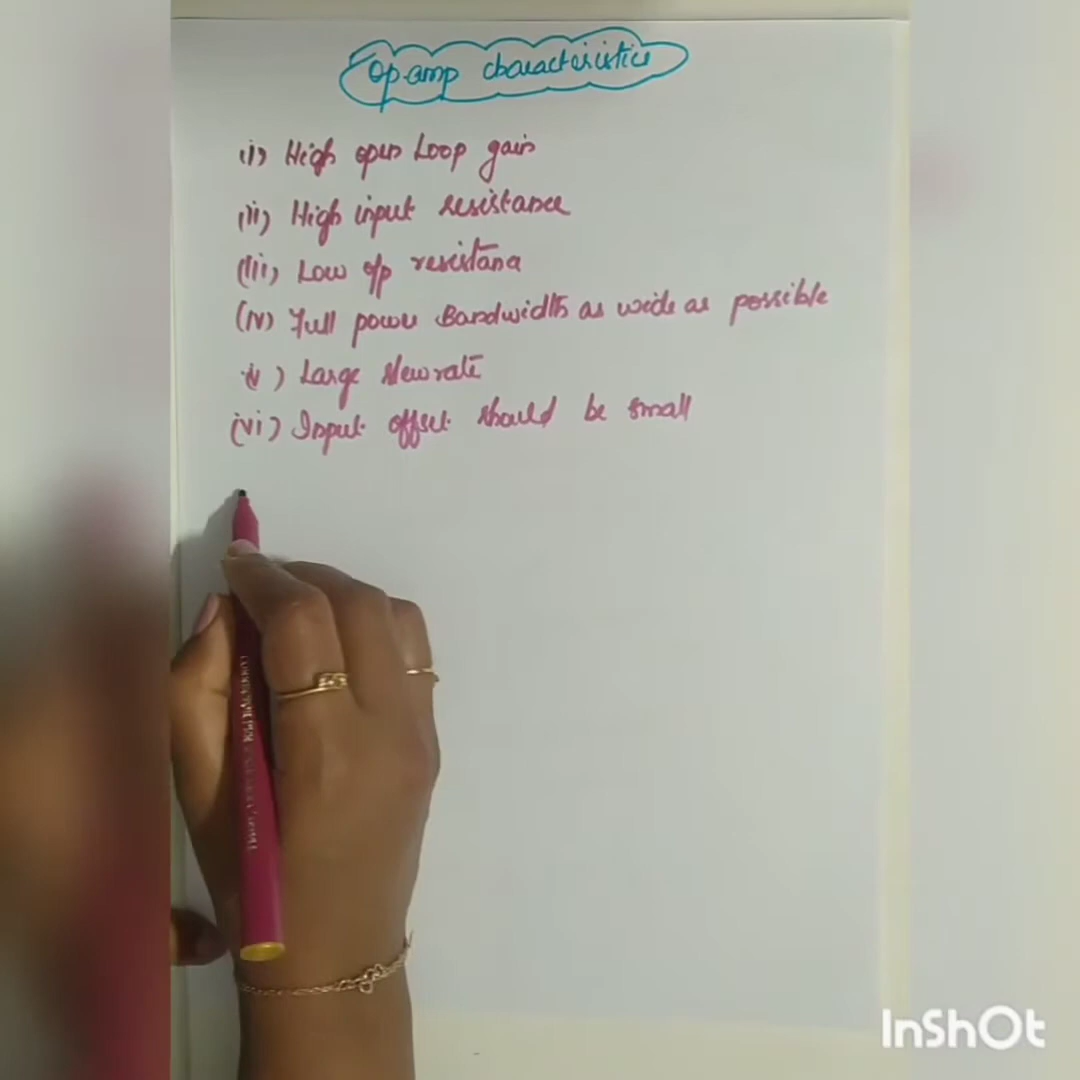 Op-amp characteristics
(i) High open Loop gain
(ii) High input resistance
(iii) Low o/p resistance
(iv) Full power Bandwidth as wide as possible
(v) Large slew rate
(vi) Input offset should be small
InShOt